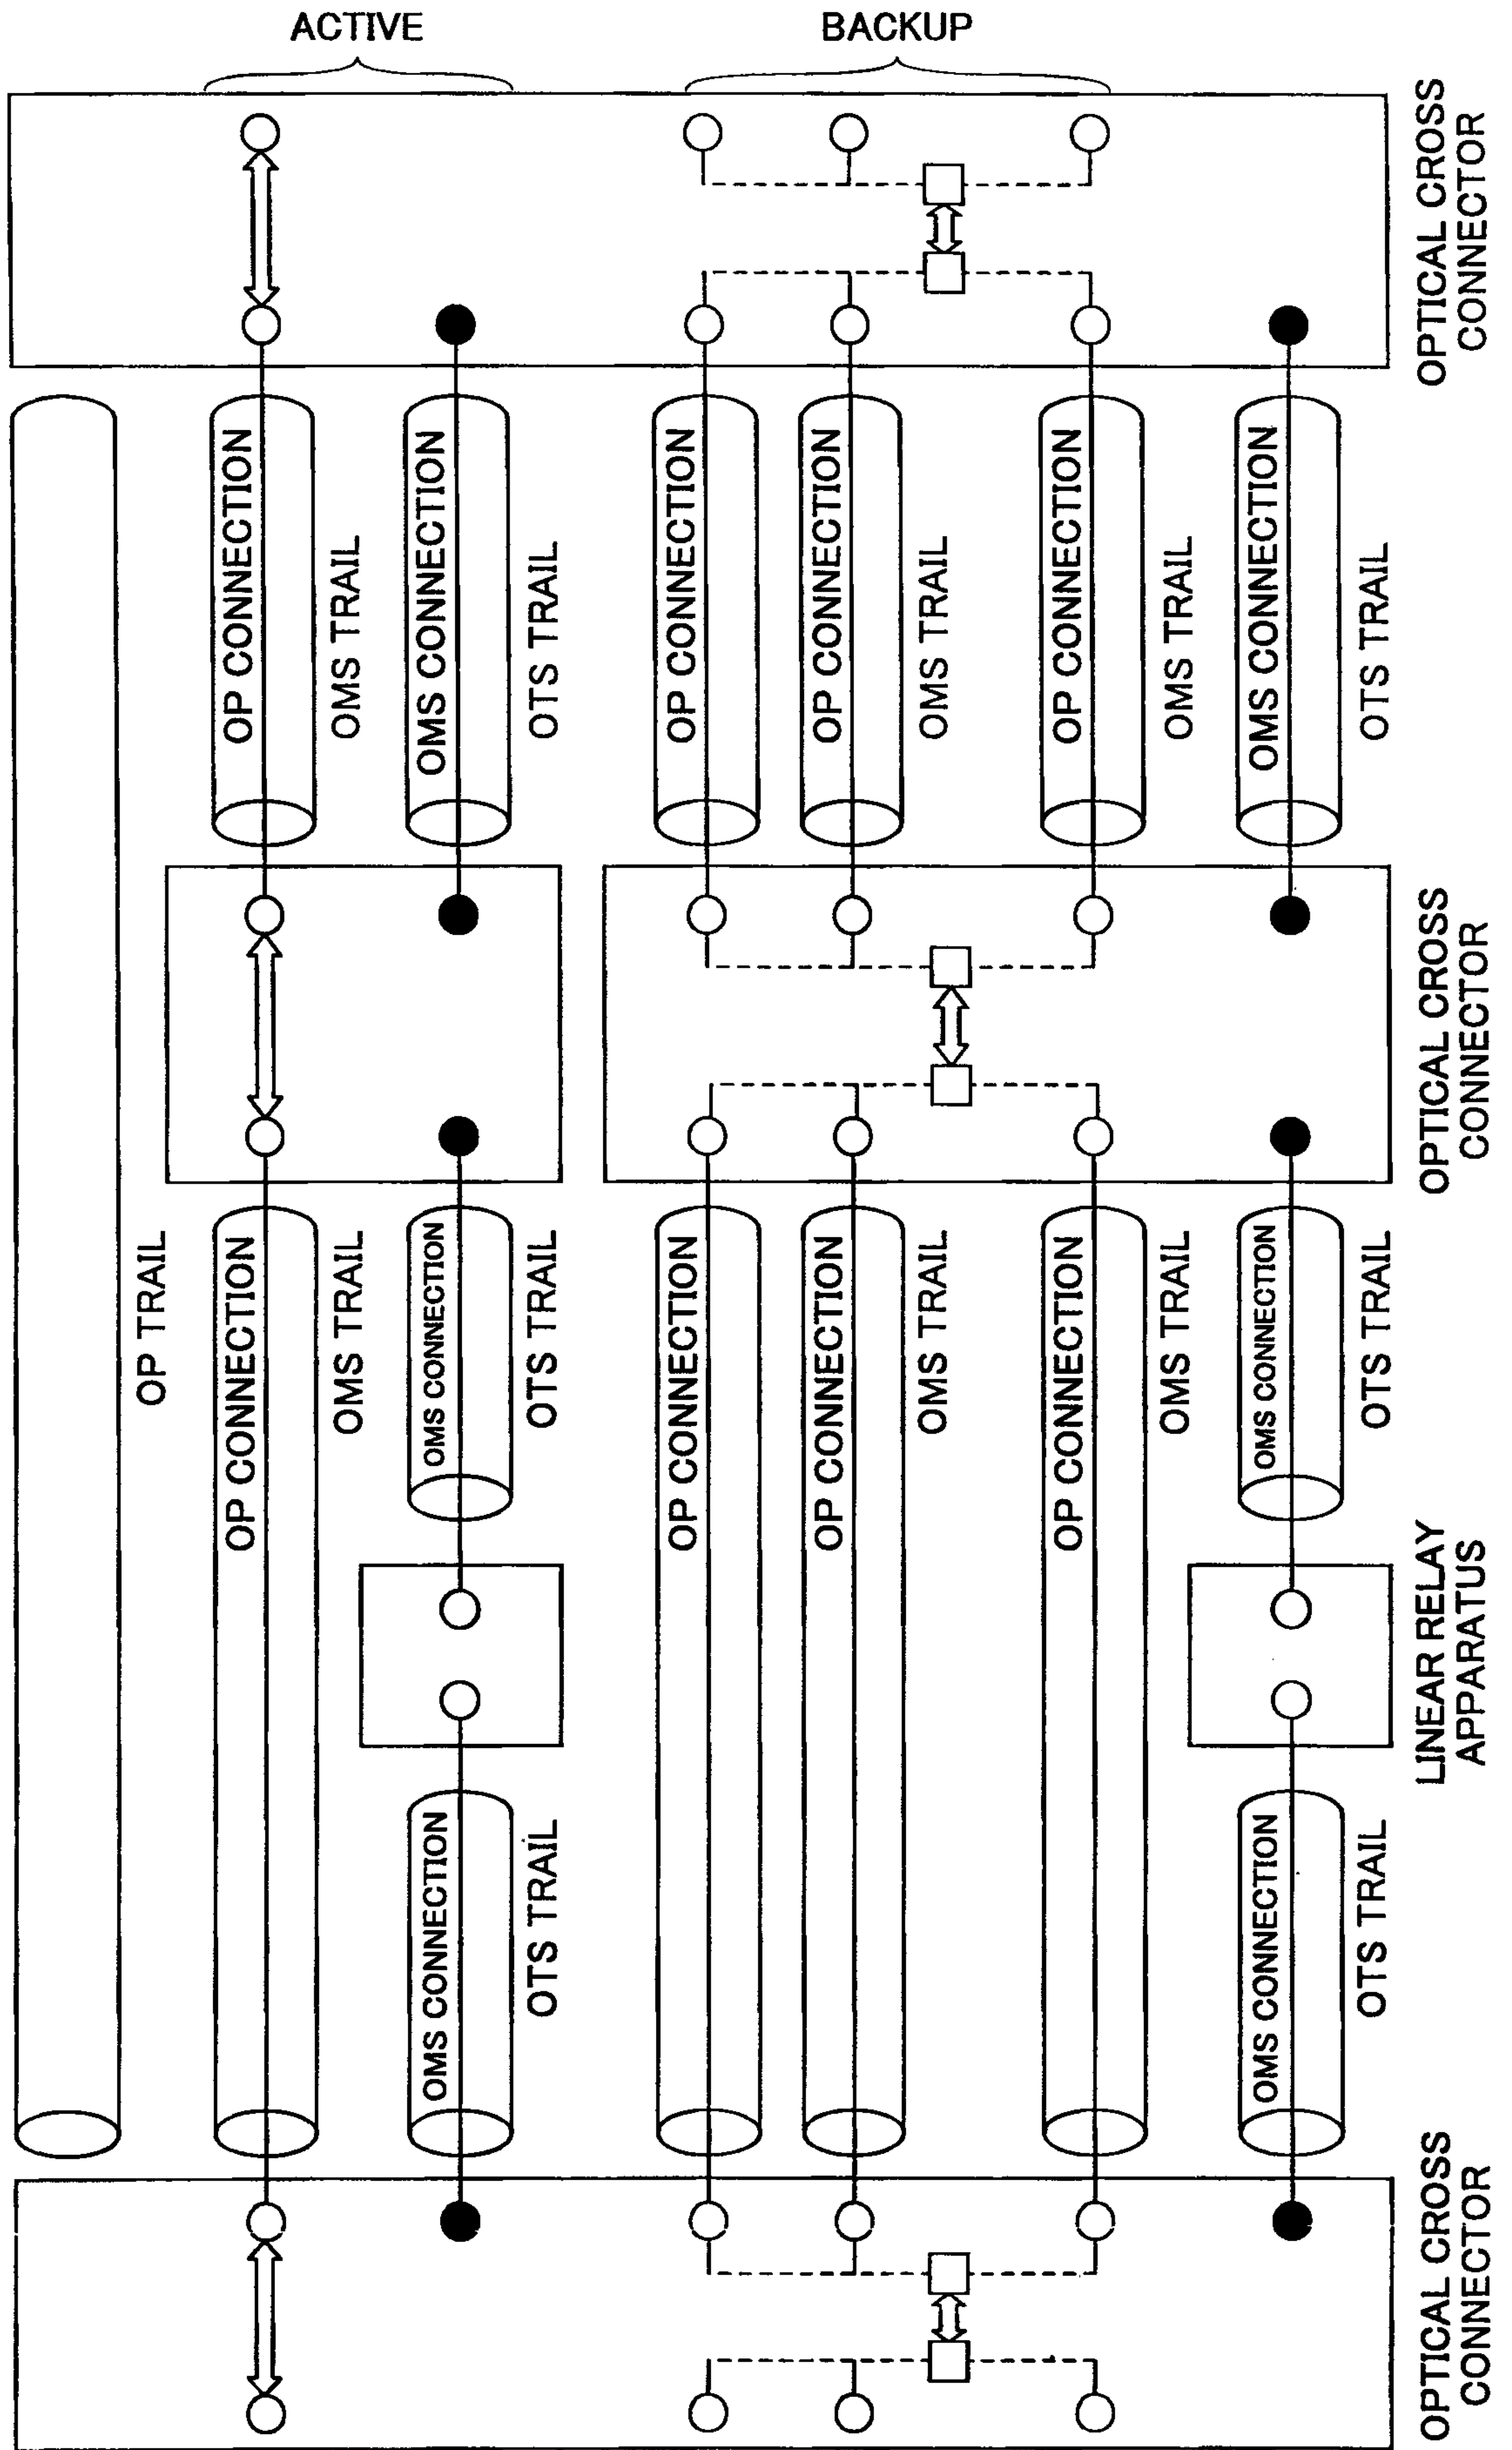 ACTIVE
BACKUP
OPTICAL CROSS
CONNECTOR
OP CONNECTION
OMS TRAIL
OMS CONNECTION
OTS TRAIL
OP CONNECTION
OP CONNECTION
OMS TRAIL
OP CONNECTION
OMS TRAIL
OMS CONNECTION
OTS TRAIL
OPTICAL CROSS
CONNECTOR
OP TRAIL
OP CONNECTION
OMS TRAIL
OMS CONNECTION
OTS TRAIL
OP CONNECTION
OP CONNECTION
OMS TRAIL
OP CONNECTION
OMS TRAIL
OMS CONNECTION
OTS TRAIL
LINEAR RELAY
APPARATUS
OMS CONNECTION
OTS TRAIL
OMS CONNECTION
OTS TRAIL
OPTICAL CROSS
CONNECTOR